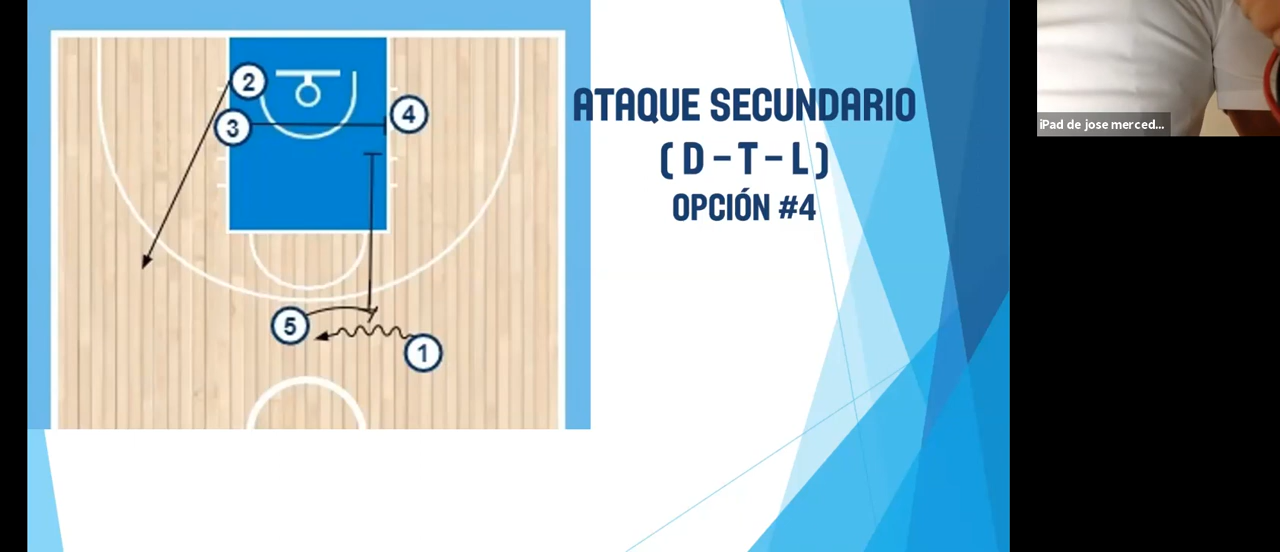 2
3
4
5
1
ATAQUE SECUNDARIO
( D – T – L )
OPCIÓN #4
iPad de jose merced...